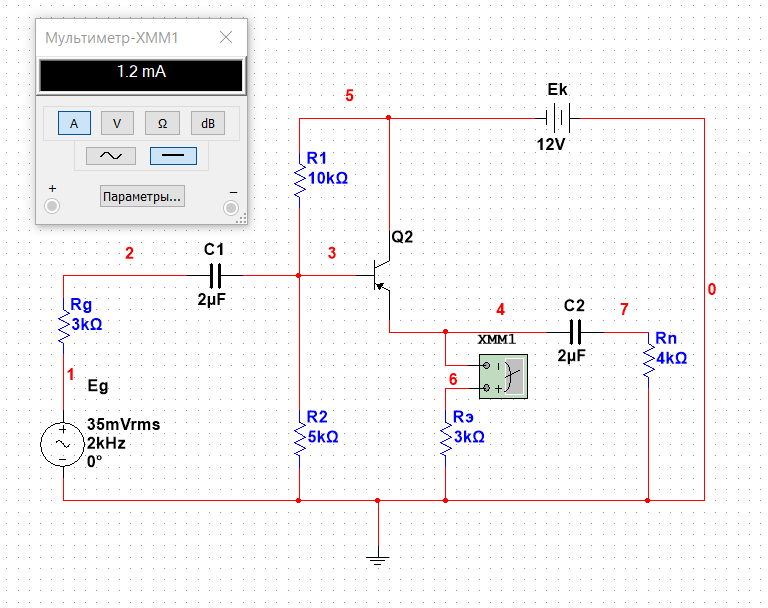 Мультиметр-XMM1
1.2 mA
A
V
Ω
dB
+
Параметры...
−
5
Ek
12V
R1
10kΩ
Q2
2
C1
3
2µF
Rg
3kΩ
0
4
C2
7
XMM1
2µF
Rn
4kΩ
1
6
Eg
35mVrms
2kHz
0°
R2
5kΩ
Rэ
3kΩ